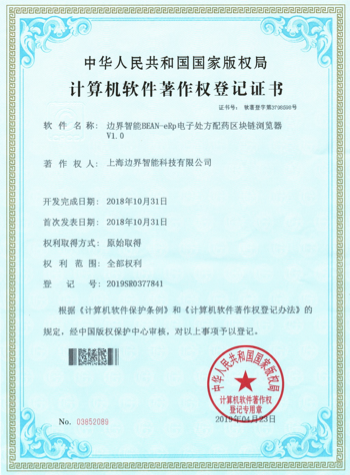 中华人民共和国国家版权局
计算机软件著作权登记证书
证书号： 软著登字第3798598号
软件名称： 边界智能BEAN-eRp电子处方配药区块链浏览器
V1.0
著作权人： 上海边界智能科技有限公司
开发完成日期： 2018年10月31日
首次发表日期： 2018年10月31日
权利取得方式： 原始取得
权利范围： 全部权利
登记号： 2019SR0377841
根据《计算机软件保护条例》和《计算机软件著作权登记办法》的
规定，经中国版权保护中心审核，对以上事项予以登记。
中华人民共和国国家版权局
计算机软件著作权
登记专用章
2019年04月23日
No. 03852088